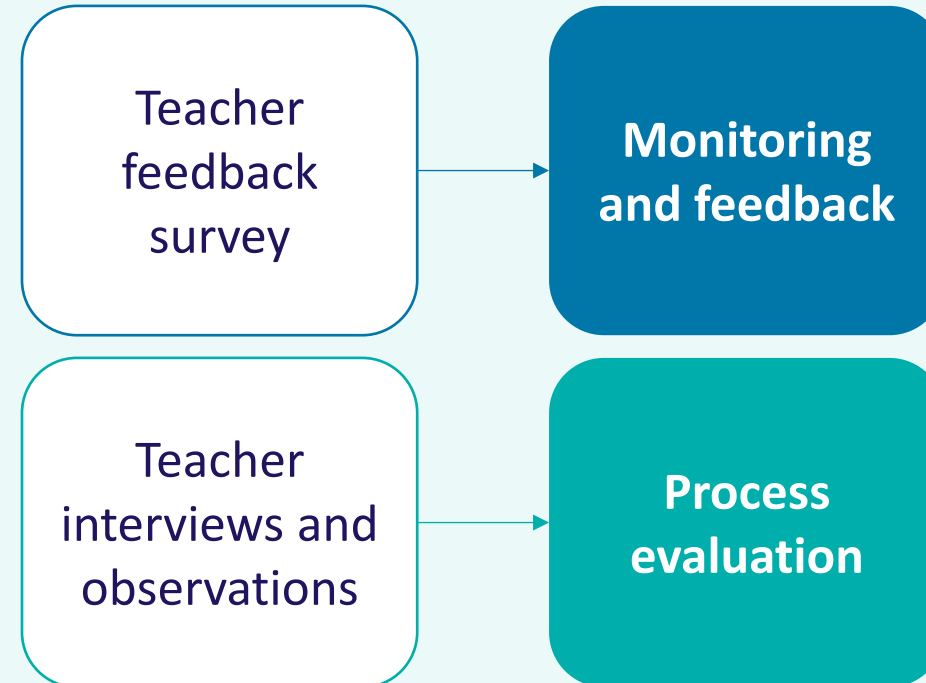 Teacher
feedback
survey
Monitoring
and feedback
Teacher
interviews and
observations
Process
evaluation